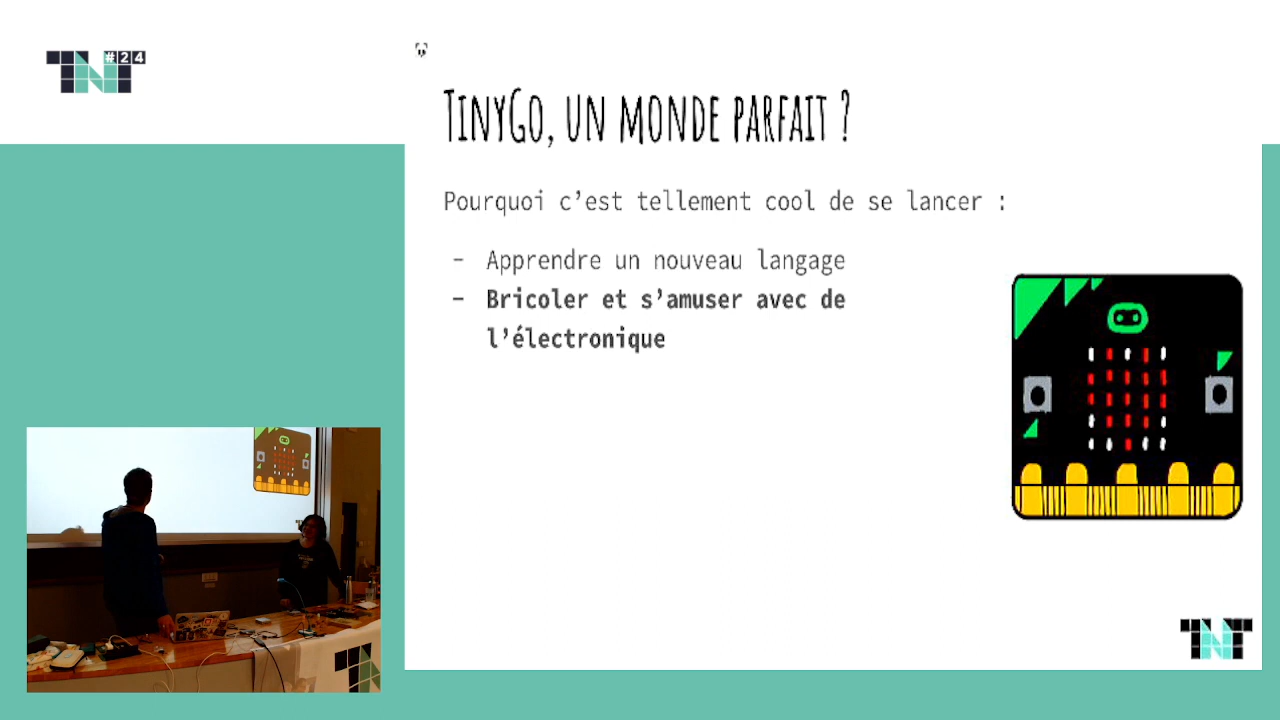 TNT #24
TinyGo, un monde parfait ?
Pourquoi c’est tellement cool de se lancer :
- Apprendre un nouveau langage
- Bricoler et s’amuser avec de
l’électronique
TNT